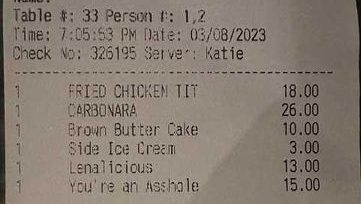 Name:
Table #: 33 Person #: 1,2
Time: 7:05:53 PM Date: 03/08/2023
Check No: 326195 Server: Katie
1 FRIED CHICKEN TIT 18.00
1 CARBONARA 26.00
1 Brown Butter Cake 10.00
1 Side Ice Cream 3.00
1 Lenalicious 13.00
1 You're an Asshole 15.00